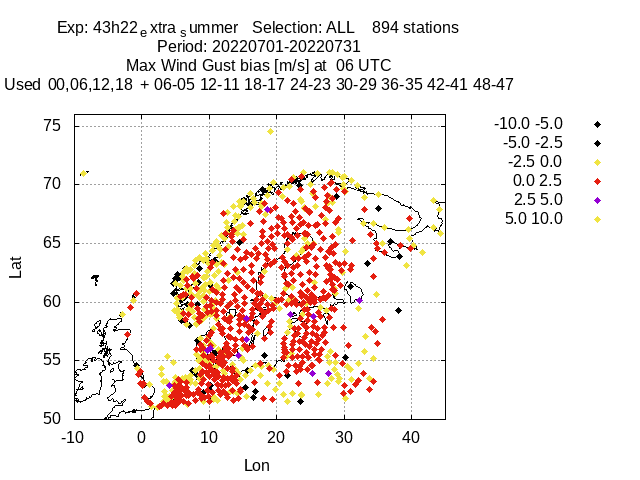 Exp: 43h22extrasummer Selection: ALL 894 stations
Period: 20220701-20220731
Max Wind Gust bias [m/s] at 06 UTC
Used 00,06,12,18 + 06-05 12-11 18-17 24-23 30-29 36-35 42-41 48-47
-10.0 -5.0
-5.0 -2.5
-2.5 0.0
0.0 2.5
2.5 5.0
5.0 10.0
75
70
65
60
55
50
Lat
-10 0 10 20 30 40
Lon